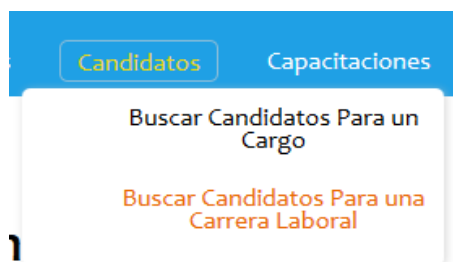 Candidatos Capacitaciones
Buscar Candidatos Para un
Cargo
Buscar Candidatos Para una
Carrera Laboral